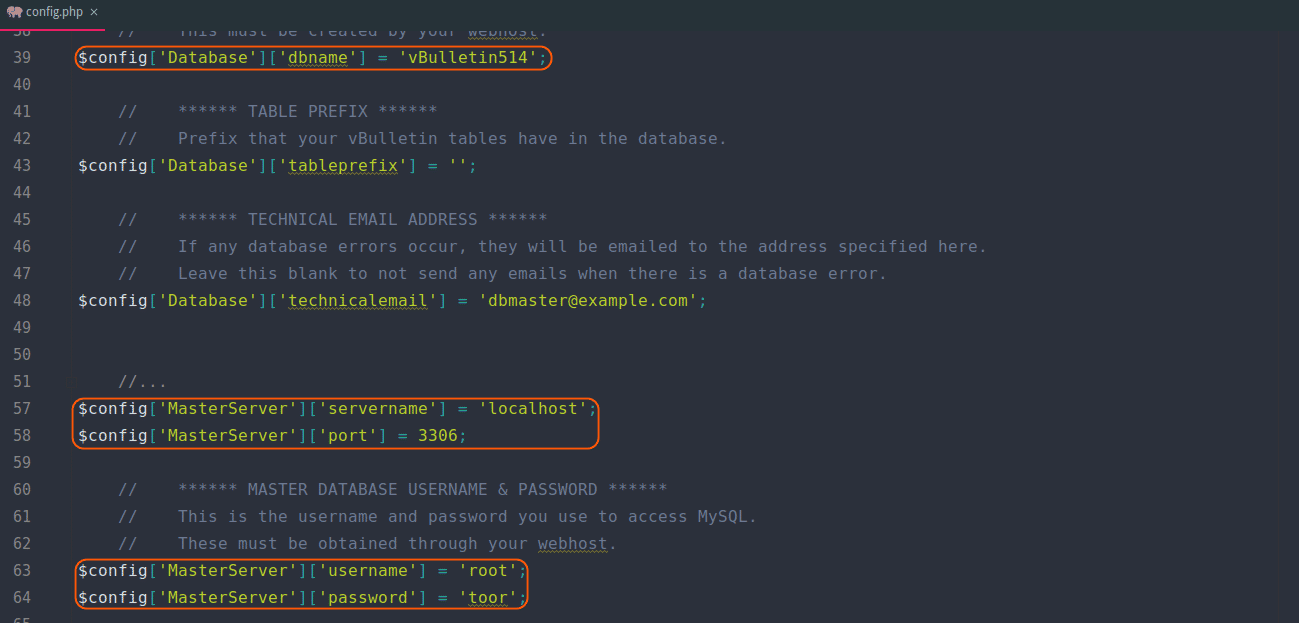 config.php ×
38 // This must be created by your webhost.
39 $config['Database']['dbname'] = 'vBulletin514';
40
41 // ****** TABLE PREFIX ******
42 // Prefix that your vBulletin tables have in the database.
43 $config['Database']['tableprefix'] = '';
44
45 // ****** TECHNICAL EMAIL ADDRESS ******
46 // If any database errors occur, they will be emailed to the address specified here.
47 // Leave this blank to not send any emails when there is a database error.
48 $config['Database']['technicalemail'] = 'dbmaster@example.com';
49
50
51 //...
57 $config['MasterServer']['servername'] = 'localhost';
58 $config['MasterServer']['port'] = 3306;
59
60 // ****** MASTER DATABASE USERNAME & PASSWORD ******
61 // This is the username and password you use to access MySQL.
62 // These must be obtained through your webhost.
63 $config['MasterServer']['username'] = 'root';
64 $config['MasterServer']['password'] = 'toor';
65